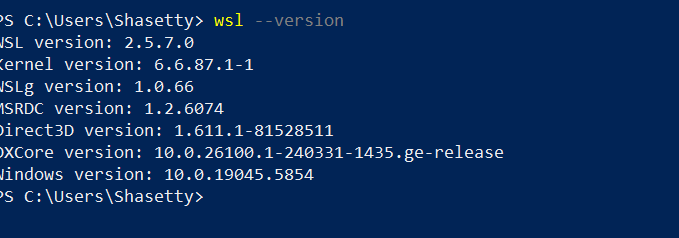 PS C:\Users\Shasetty> wsl --version
WSL version: 2.5.7.0
Kernel version: 6.6.87.1-1
WSLg version: 1.0.66
MSRDC version: 1.2.6074
Direct3D version: 1.611.1-81528511
DXCore version: 10.0.26100.1-240331-1435.ge-release
Windows version: 10.0.19045.5854
PS C:\Users\Shasetty>